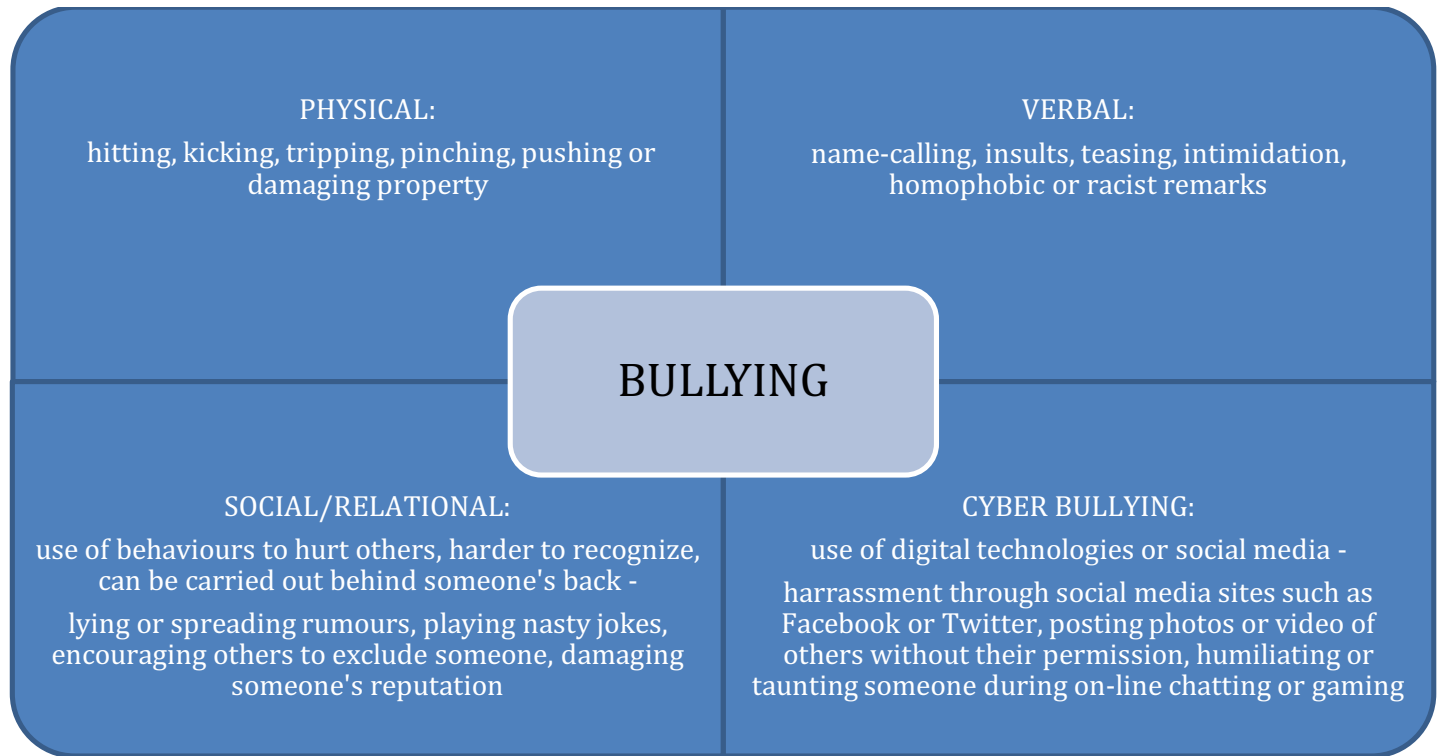 PHYSICAL:
hitting, kicking, tripping, pinching, pushing or
damaging property
VERBAL:
name-calling, insults, teasing, intimidation,
homophobic or racist remarks
BULLYING
SOCIAL/RELATIONAL:
use of behaviours to hurt others, harder to recognize,
can be carried out behind someone's back -
lying or spreading rumours, playing nasty jokes,
encouraging others to exclude someone, damaging
someone's reputation
CYBER BULLYING:
use of digital technologies or social media -
harrassment through social media sites such as
Facebook or Twitter, posting photos or video of
others without their permission, humiliating or
taunting someone during on-line chatting or gaming